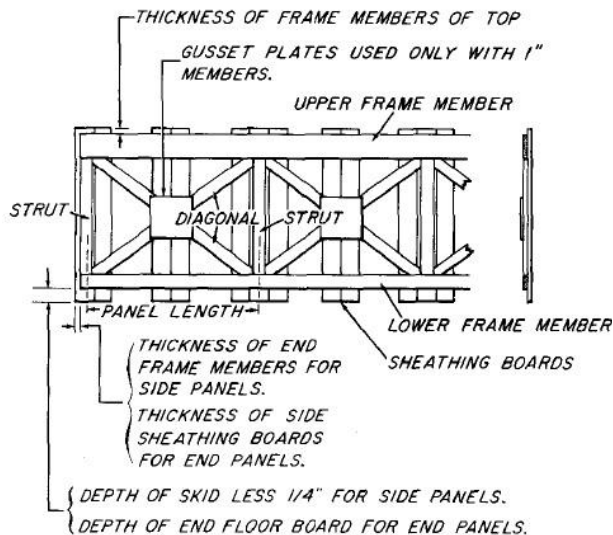 THICKNESS OF FRAME MEMBERS OF TOP
GUSSET PLATES USED ONLY WITH 1"
MEMBERS.
UPPER FRAME MEMBER
STRUT
DIAGONAL
STRUT
PANEL LENGTH
LOWER FRAME MEMBER
THICKNESS OF END
FRAME MEMBERS FOR
SIDE PANELS.
SHEATHING BOARDS
THICKNESS OF SIDE
SHEATHING BOARDS
FOR END PANELS.
DEPTH OF SKID LESS 1/4" FOR SIDE PANELS.
DEPTH OF END FLOOR BOARD FOR END PANELS.